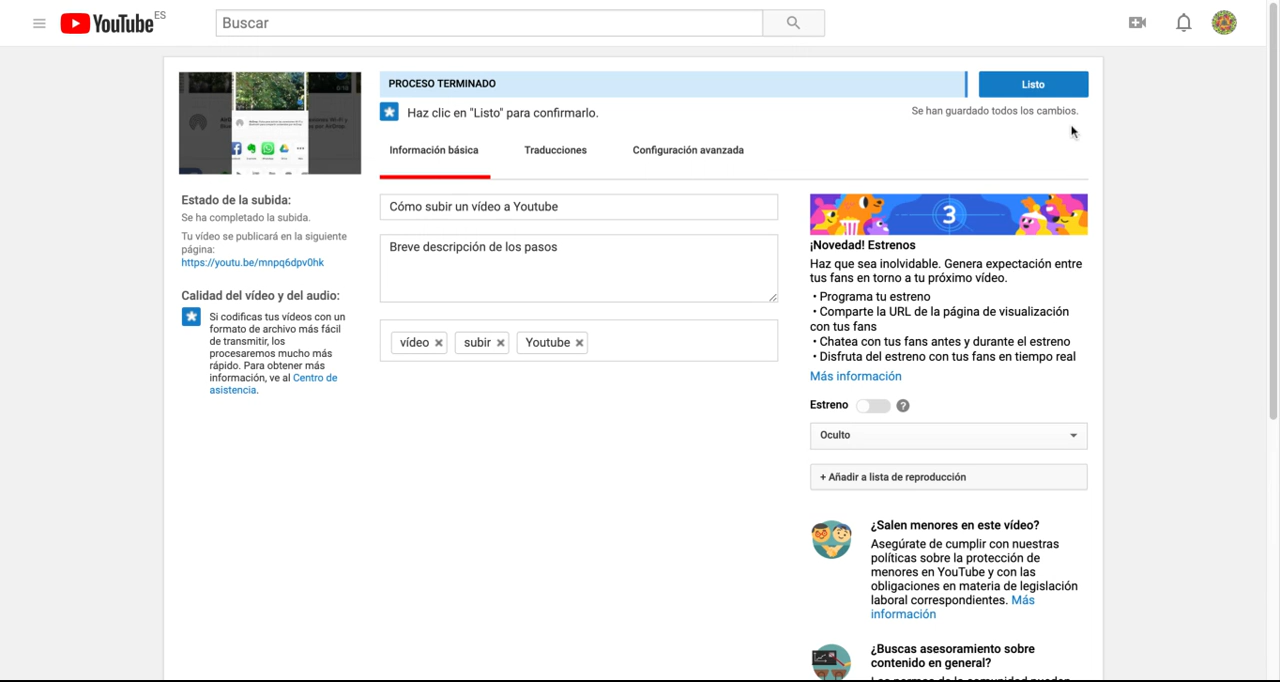 YouTube ES
Buscar
PROCESO TERMINADO
Listo
Haz clic en "Listo" para confirmarlo.
Se han guardado todos los cambios.
Información básica
Traducciones
Configuración avanzada
Estado de la subida:
Se ha completado la subida.
Tu vídeo se publicará en la siguiente
página:
https://youtu.be/mnpq6dpv0hk
Calidad del vídeo y del audio:
Si codificas tus vídeos con un
formato de archivo más fácil
de transmitir, los
procesaremos mucho más
rápido. Para obtener más
información, ve al Centro de
asistencia.
Cómo subir un vídeo a Youtube
Breve descripción de los pasos
vídeo
subir
Youtube
3
¡Novedad! Estrenos
Haz que sea inolvidable. Genera expectación entre
tus fans en torno a tu próximo vídeo.
• Programa tu estreno
• Comparte la URL de la página de visualización
con tus fans
• Chatea con tus fans antes y durante el estreno
• Disfruta del estreno con tus fans en tiempo real
Más información
Estreno ?
Oculto
+ Añadir a lista de reproducción
¿Salen menores en este vídeo?
Asegúrate de cumplir con nuestras
políticas sobre la protección de
menores en YouTube y con las
obligaciones en materia de legislación
laboral correspondientes. Más
información
¿Buscas asesoramiento sobre
contenido en general?